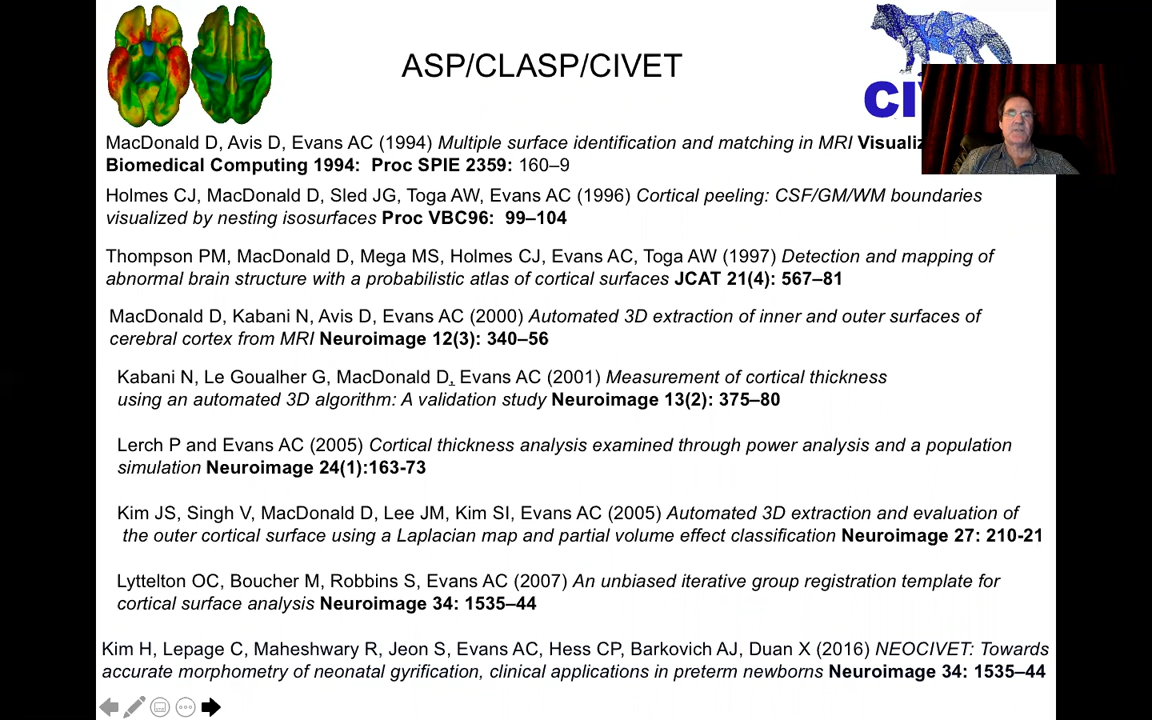 ASP/CLASP/CIVET
CI
MacDonald D, Avis D, Evans AC (1994) Multiple surface identification and matching in MRI Visualiz
Biomedical Computing 1994: Proc SPIE 2359: 160–9
Holmes CJ, MacDonald D, Sled JG, Toga AW, Evans AC (1996) Cortical peeling: CSF/GM/WM boundaries
visualized by nesting isosurfaces Proc VBC96: 99–104
Thompson PM, MacDonald D, Mega MS, Holmes CJ, Evans AC, Toga AW (1997) Detection and mapping of
abnormal brain structure with a probabilistic atlas of cortical surfaces JCAT 21(4): 567–81
MacDonald D, Kabani N, Avis D, Evans AC (2000) Automated 3D extraction of inner and outer surfaces of
cerebral cortex from MRI Neuroimage 12(3): 340–56
Kabani N, Le Goualher G, MacDonald D, Evans AC (2001) Measurement of cortical thickness
using an automated 3D algorithm: A validation study Neuroimage 13(2): 375–80
Lerch P and Evans AC (2005) Cortical thickness analysis examined through power analysis and a population
simulation Neuroimage 24(1):163-73
Kim JS, Singh V, MacDonald D, Lee JM, Kim SI, Evans AC (2005) Automated 3D extraction and evaluation of
the outer cortical surface using a Laplacian map and partial volume effect classification Neuroimage 27: 210-21
Lyttelton OC, Boucher M, Robbins S, Evans AC (2007) An unbiased iterative group registration template for
cortical surface analysis Neuroimage 34: 1535–44
Kim H, Lepage C, Maheshwary R, Jeon S, Evans AC, Hess CP, Barkovich AJ, Duan X (2016) NEOCIVET: Towards
accurate morphometry of neonatal gyrification, clinical applications in preterm newborns Neuroimage 34: 1535–44